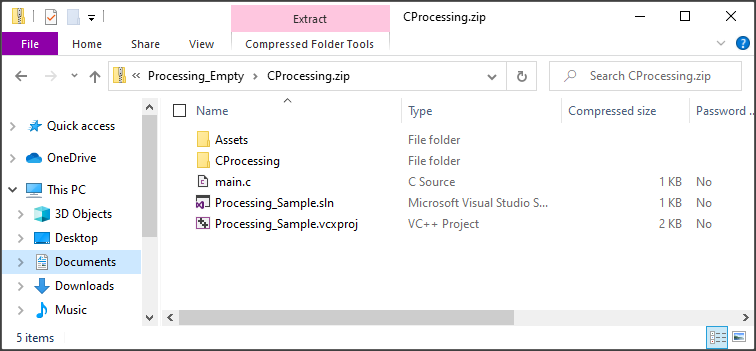 Extract
CProcessing.zip
File
Compressed Folder Tools
« Processing_Empty > CProcessing.zip
Search CProcessing.zip
Name Type Compressed size Password ...
Quick access
OneDrive
This PC
3D Objects
Desktop
Documents
Downloads
Music
Assets File folder
CProcessing File folder
main.c C Source 1 KB No
Processing_Sample.sln Microsoft Visual Studio S... 1 KB No
Processing_Sample.vcxproj VC++ Project 2 KB No
5 items